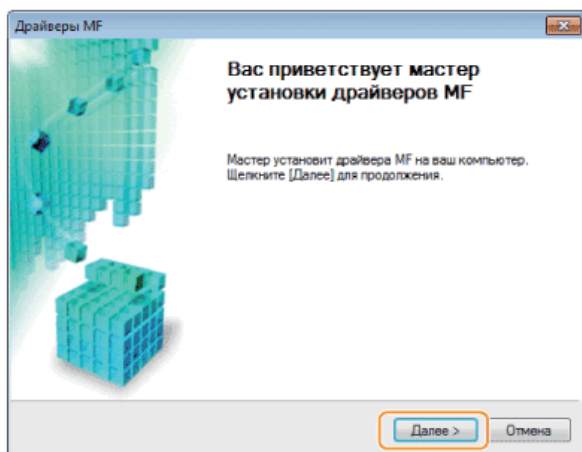 Драйверы MF
Вас приветствует мастер
установки драйверов MF
Мастер установит драйвера MF на ваш компьютер.
Щелкните [Далее] для продолжения.
Далее >
Отмена